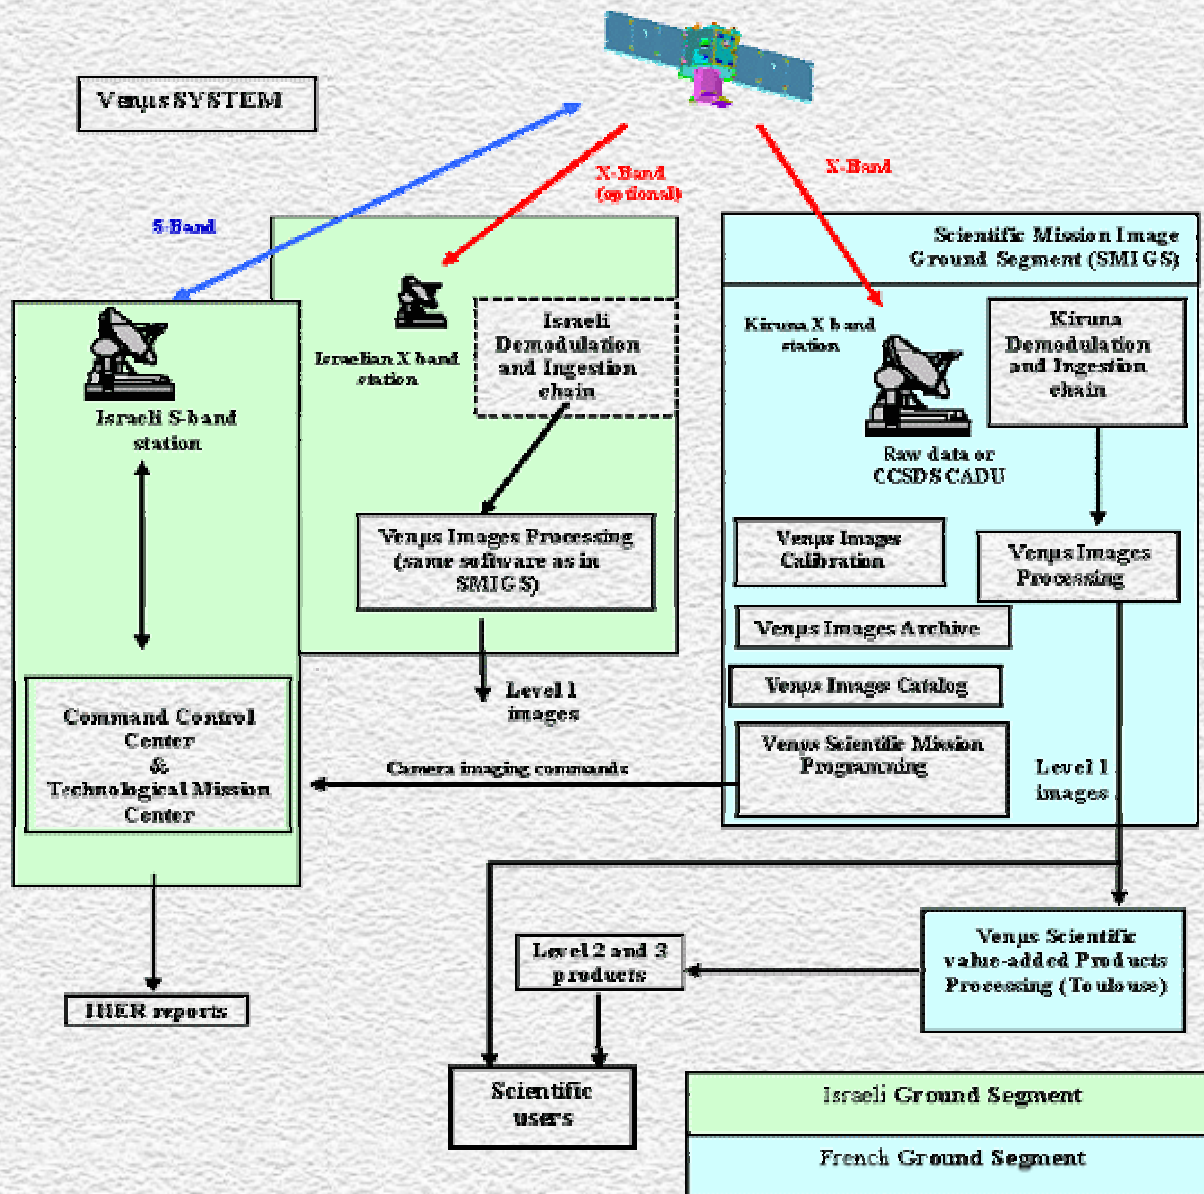 Venµs SYSTEM
X-Band
(optional)
X-Band
S-Band
Scientific Mission Image
Ground Segment (SMIGS)
Israelian X band
station
Israeli
Demodulation
and Ingestion
chain
Kiruna X band
station
Kiruna
Demodulation
and Ingestion
chain
Israeli S-band
station
Raw data or
CCSDS CADU
Venµs Images Processing
(same software as in
SMIGS)
Venµs Images
Calibration
Venµs Images
Processing
Venµs Images Archive
Venµs Images Catalog
Level 1
images
Command Control
Center
&
Technological Mission
Center
Camera imaging commands
Venµs Scientific Mission
Programming
Level 1
images
Venµs Scientific
value-added Products
Processing (Toulouse)
Level 2 and 3
products
IHER reports
Scientific
users
Israeli Ground Segment
French Ground Segment